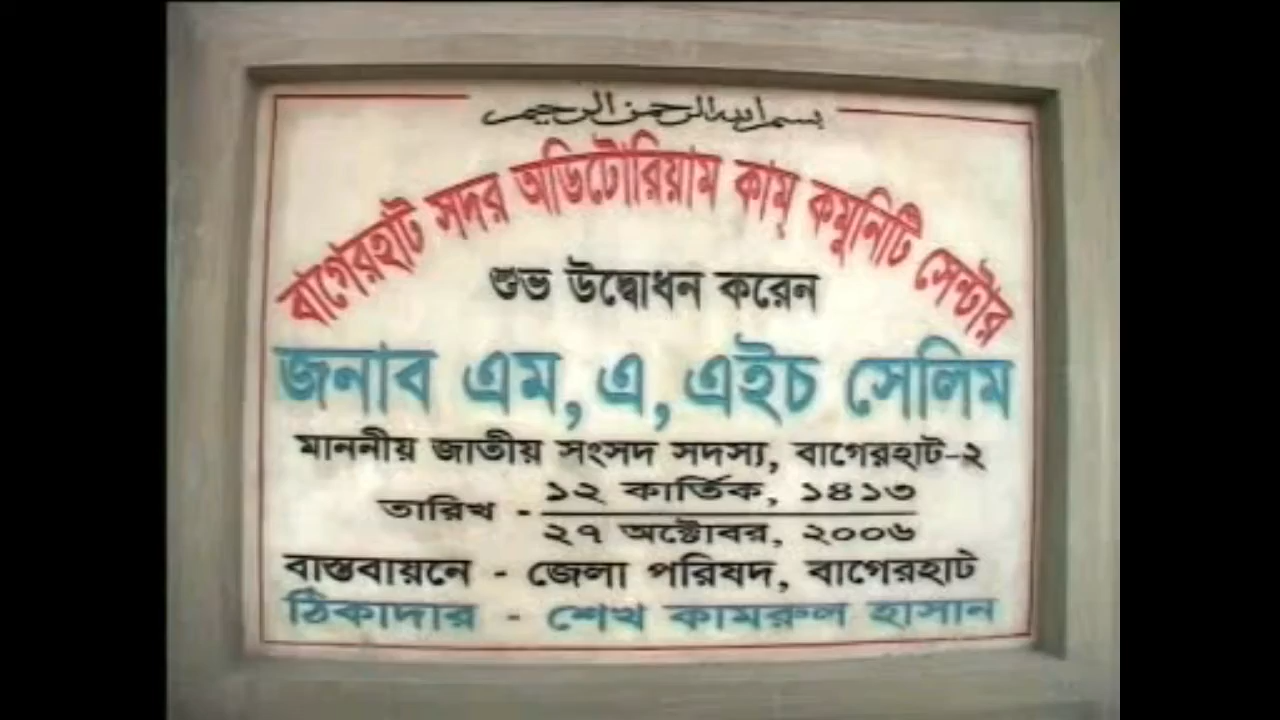 بسم الله الرحمن الرحيم
বাগেরহাট সদর অডিটোরিয়াম কাম্ কমুনিটি সেন্টার
শুভ উদ্বোধন করেন
জনাব এম, এ, এইচ সেলিম
মাননীয় জাতীয় সংসদ সদস্য, বাগেরহাট-২
১২ কার্তিক, ১৪১৩
তারিখ -
২৭ অক্টোবর, ২০০৬
বাস্তবায়নে - জেলা পরিষদ, বাগেরহাট
ঠিকাদার - শেখ কামরুল হাসান